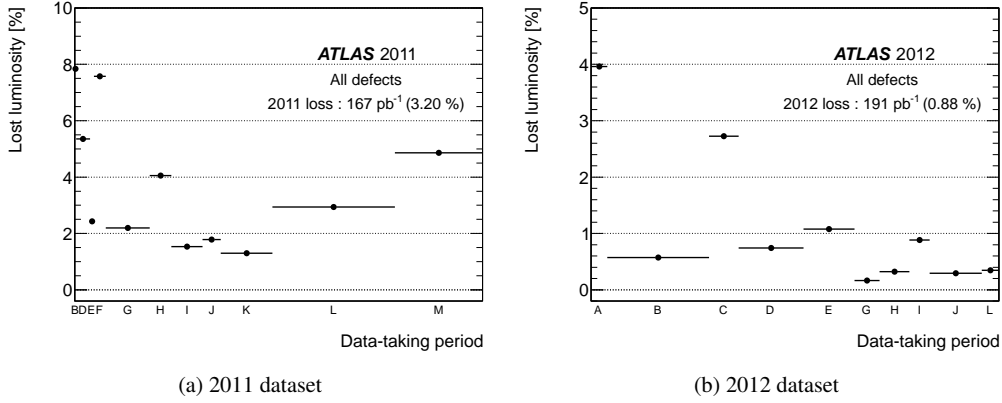 Lost luminosity [%]
10
8
6
4
2
0
ATLAS 2011
All defects
2011 loss : 167 pb⁻¹ (3.20 %)
B D E F G H I J K L M
Data-taking period
(a) 2011 dataset
Lost luminosity [%]
5
4
3
2
1
0
ATLAS 2012
All defects
2012 loss : 191 pb⁻¹ (0.88 %)
A B C D E G H I J L
Data-taking period
(b) 2012 dataset